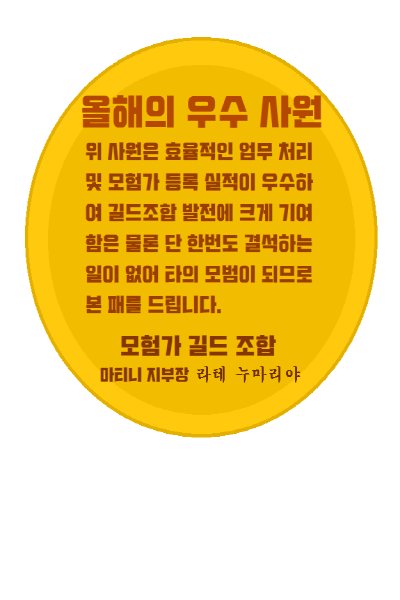 올해의 우수 사원
위 사원은 효율적인 업무 처리
및 모험가 등록 실적이 우수하
여 길드조합 발전에 크게 기여
함은 물론 단 한번도 결석하는
일이 없어 타의 모범이 되므로
본 패를 드립니다.
모험가 길드 조합
마티니 지부장 라테 누마리야